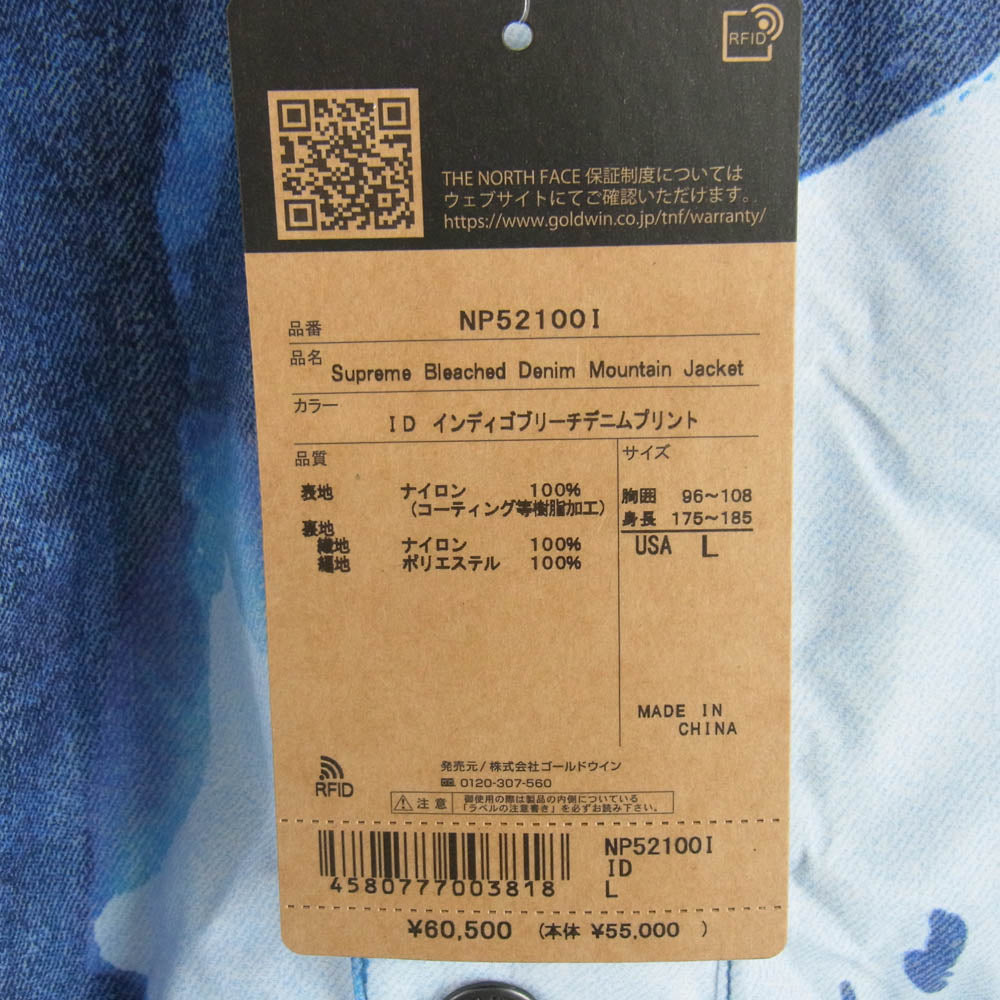 RFID
THE NORTH FACE 保証制度については
ウェブサイトにてご確認いただけます。
https://www.goldwin.co.jp/tnf/warranty/
品番 NP52100I
品名 Supreme Bleached Denim Mountain Jacket
カラー
ID インディゴブリーチデニムプリント
品質
表地 ナイロン 100%
(コーティング等樹脂加工)
裏地
織地 ナイロン 100%
編地 ポリエステル 100%
サイズ
胸囲 96~108
身長 175~185
USA L
MADE IN
CHINA
RFID
発売元/株式会社ゴールドウイン
0120-307-560
注意
御使用の際は製品の内側についている
「ラベルの注意書き」を必ずお読み下さい。
4580777003818
NP52100I
ID
L
¥60,500 (本体 ¥55,000 )